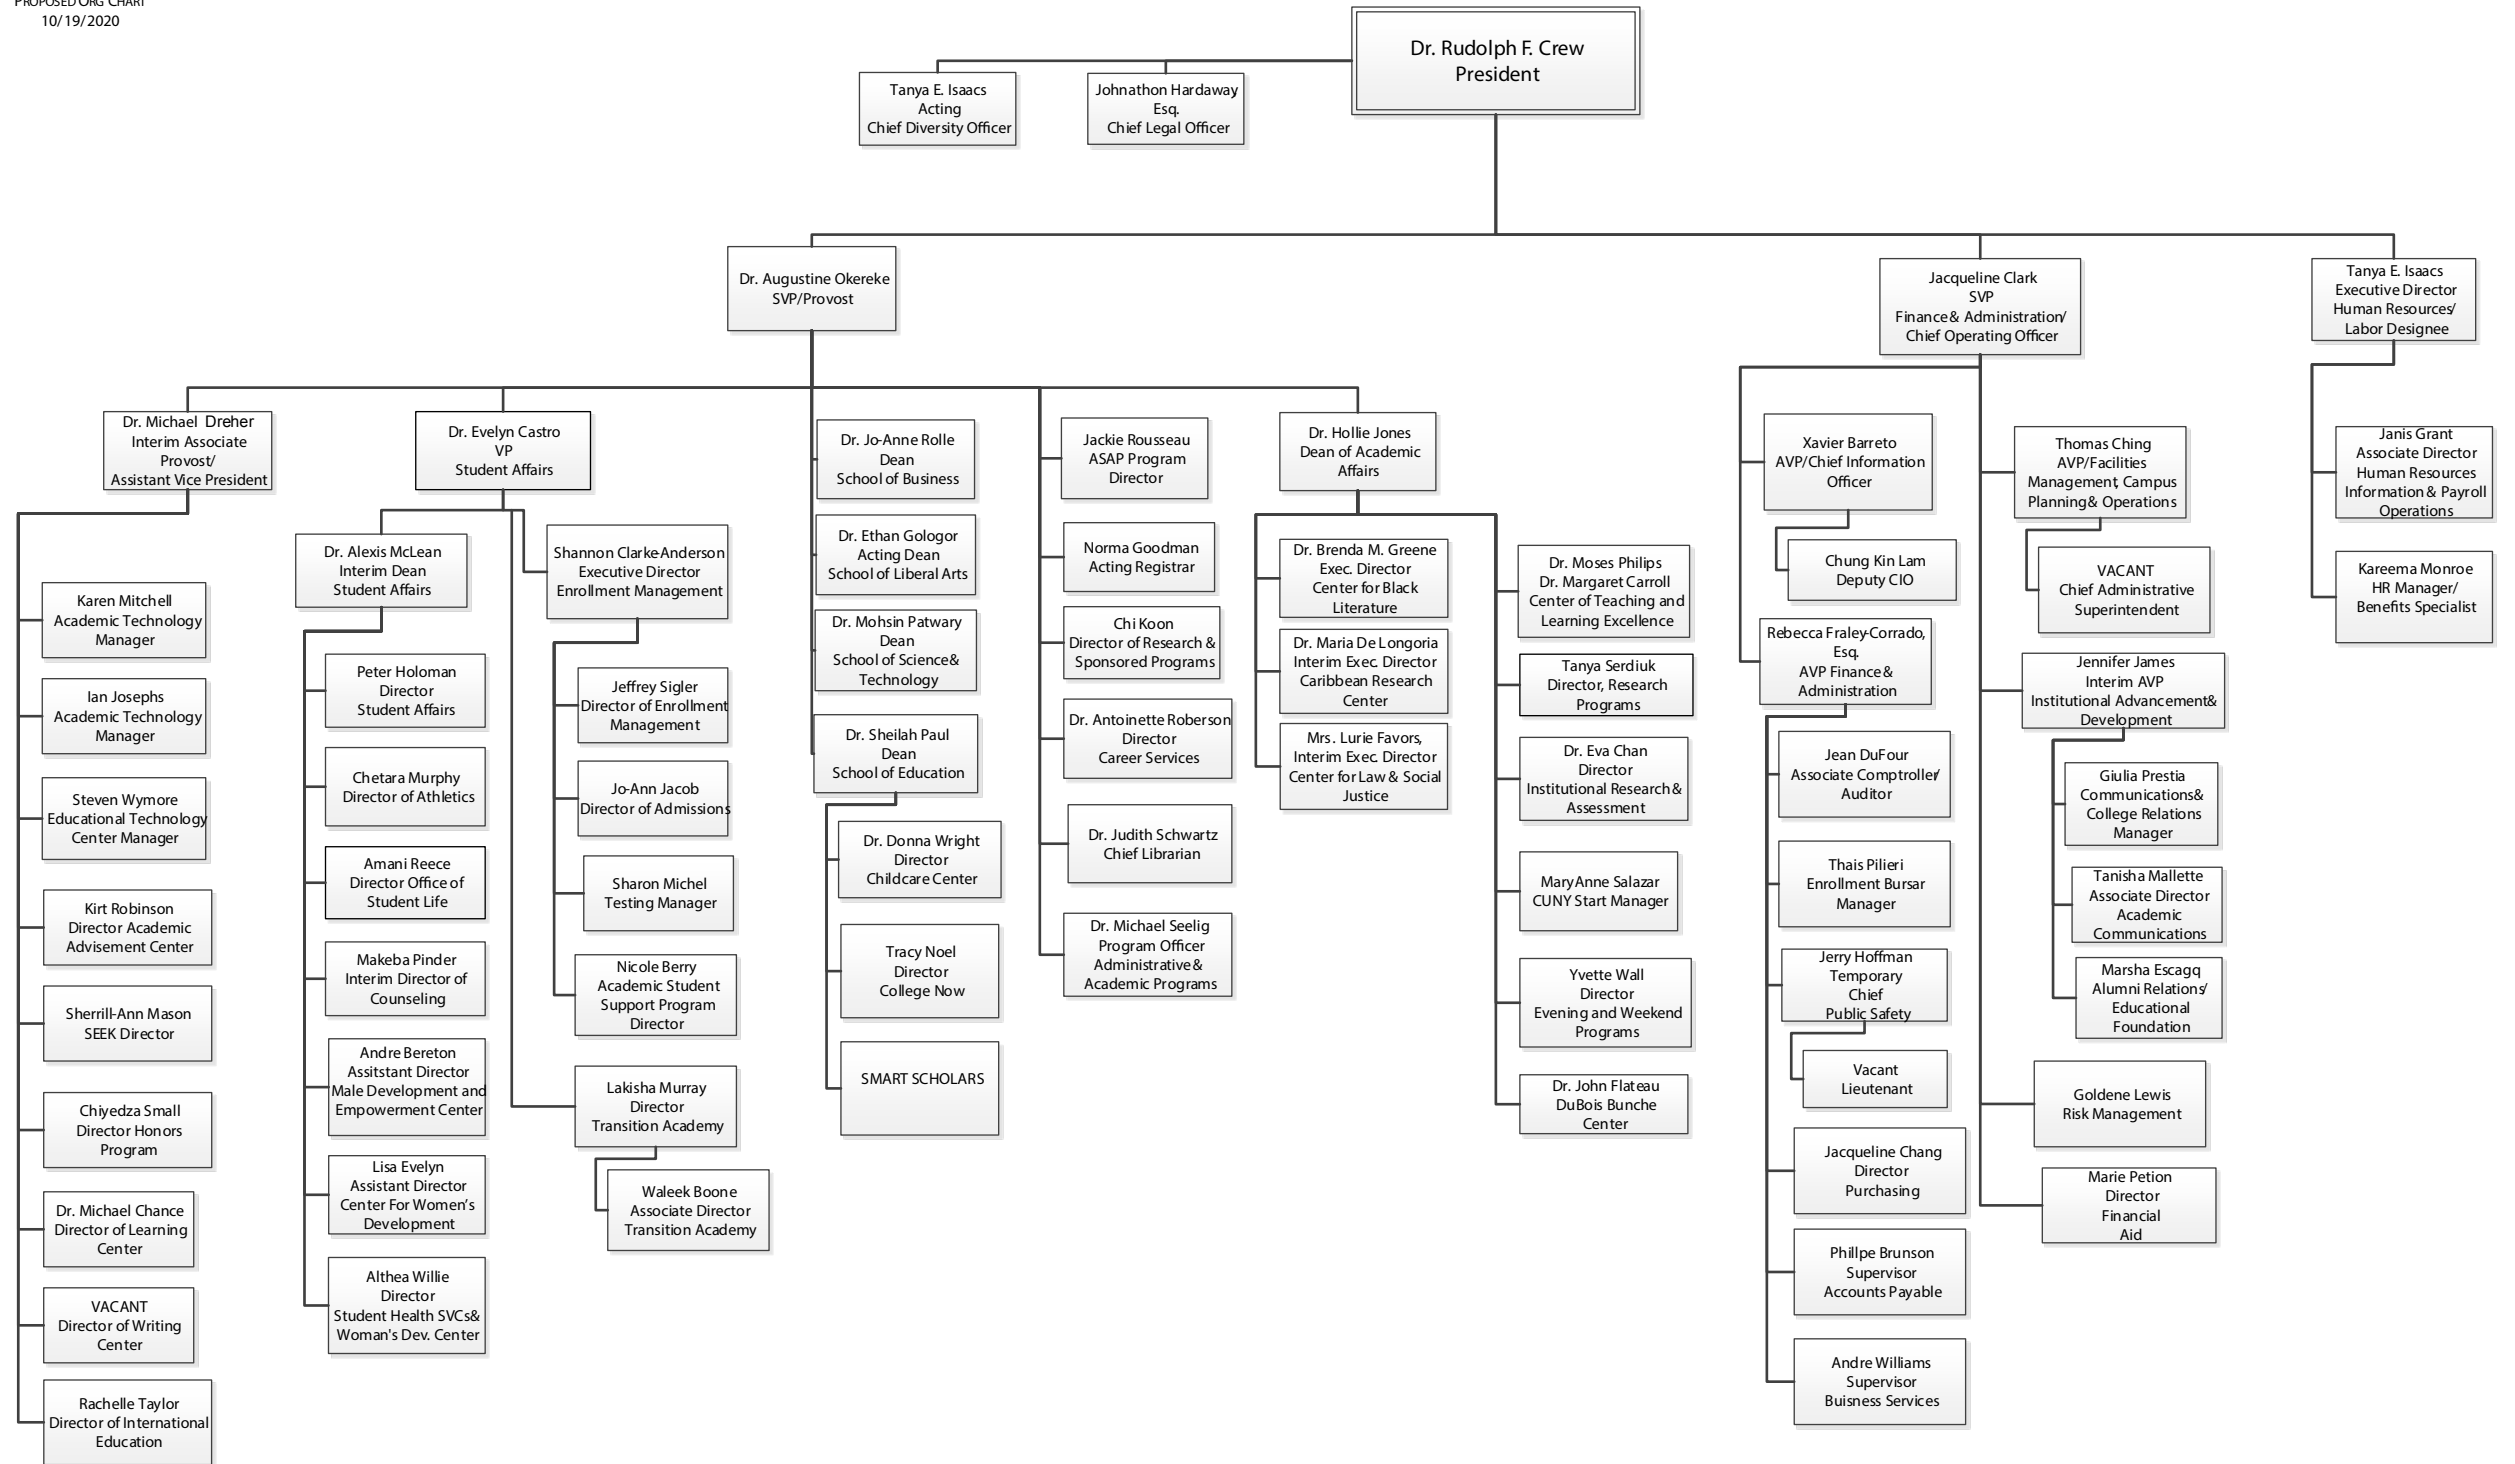 PROPOSED ORG CHART
10/19/2020
Dr. Rudolph F. Crew
President
Tanya E. Isaacs
Acting
Chief Diversity Officer
Johnathon Hardaway
Esq.
Chief Legal Officer
Dr. Augustine Okereke
SVP/Provost
Jacqueline Clark
SVP
Finance & Administration/
Chief Operating Officer
Tanya E. Isaacs
Executive Director
Human Resources/
Labor Designee
Dr. Michael Dreher
Interim Associate
Provost/
Assistant Vice President
Karen Mitchell
Academic Technology
Manager
Ian Josephs
Academic Technology
Manager
Steven Wymore
Educational Technology
Center Manager
Kirt Robinson
Director Academic
Advisement Center
Sherrill-Ann Mason
SEEK Director
Chiyedza Small
Director Honors
Program
Dr. Michael Chance
Director of Learning
Center
VACANT
Director of Writing
Center
Rachelle Taylor
Director of International
Education
Dr. Evelyn Castro
VP
Student Affairs
Dr. Alexis McLean
Interim Dean
Student Affairs
Peter Holoman
Director
Student Affairs
Chetara Murphy
Director of Athletics
Amani Reece
Director Office of
Student Life
Makeba Pinder
Interim Director of
Counseling
Andre Bereton
Assitstant Director
Male Development and
Empowerment Center
Lisa Evelyn
Assistant Director
Center For Women’s
Development
Althea Willie
Director
Student Health SVCs&
Woman's Dev. Center
Shannon Clarke-Anderson
Executive Director
Enrollment Management
Jeffrey Sigler
Director of Enrollment
Management
Jo-Ann Jacob
Director of Admissions
Sharon Michel
Testing Manager
Nicole Berry
Academic Student
Support Program
Director
Lakisha Murray
Director
Transition Academy
Waleek Boone
Associate Director
Transition Academy
Dr. Jo-Anne Rolle
Dean
School of Business
Dr. Ethan Gologor
Acting Dean
School of Liberal Arts
Dr. Mohsin Patwary
Dean
School of Science&
Technology
Dr. Sheilah Paul
Dean
School of Education
Dr. Donna Wright
Director
Childcare Center
Tracy Noel
Director
College Now
SMART SCHOLARS
Jackie Rousseau
ASAP Program
Director
Norma Goodman
Acting Registrar
Chi Koon
Director of Research &
Sponsored Programs
Dr. Antoinette Roberson
Director
Career Services
Dr. Judith Schwartz
Chief Librarian
Dr. Michael Seelig
Program Officer
Administrative &
Academic Programs
Dr. Hollie Jones
Dean of Academic
Affairs
Dr. Brenda M. Greene
Exec. Director
Center for Black
Literature
Dr. Maria De Longoria
Interim Exec. Director
Caribbean Research
Center
Mrs. Lurie Favors,
Interim Exec. Director
Center for Law & Social
Justice
Dr. Moses Philips
Dr. Margaret Carroll
Center of Teaching and
Learning Excellence
Tanya Serdiuk
Director, Research
Programs
Dr. Eva Chan
Director
Institutional Research &
Assessment
MaryAnne Salazar
CUNY Start Manager
Yvette Wall
Director
Evening and Weekend
Programs
Dr. John Flateau
DuBois Bunche
Center
Xavier Barreto
AVP/Chief Information
Officer
Chung Kin Lam
Deputy CIO
Rebecca Fraley-Corrado,
Esq.
AVP Finance &
Administration
Jean DuFour
Associate Comptroller/
Auditor
Thais Pilieri
Enrollment Bursar
Manager
Jerry Hoffman
Temporary
Chief
Public Safety
Vacant
Lieutenant
Jacqueline Chang
Director
Purchasing
Phillpe Brunson
Supervisor
Accounts Payable
Andre Williams
Supervisor
Buisness Services
Thomas Ching
AVP/Facilities
Management, Campus
Planning & Operations
VACANT
Chief Administrative
Superintendent
Jennifer James
Interim AVP
Institutional Advancement&
Development
Giulia Prestia
Communications&
College Relations
Manager
Tanisha Mallette
Associate Director
Academic
Communications
Marsha Escagq
Alumni Relations/
Educational
Foundation
Goldene Lewis
Risk Management
Marie Petion
Director
Financial
Aid
Janis Grant
Associate Director
Human Resources
Information & Payroll
Operations
Kareema Monroe
HR Manager/
Benefits Specialist